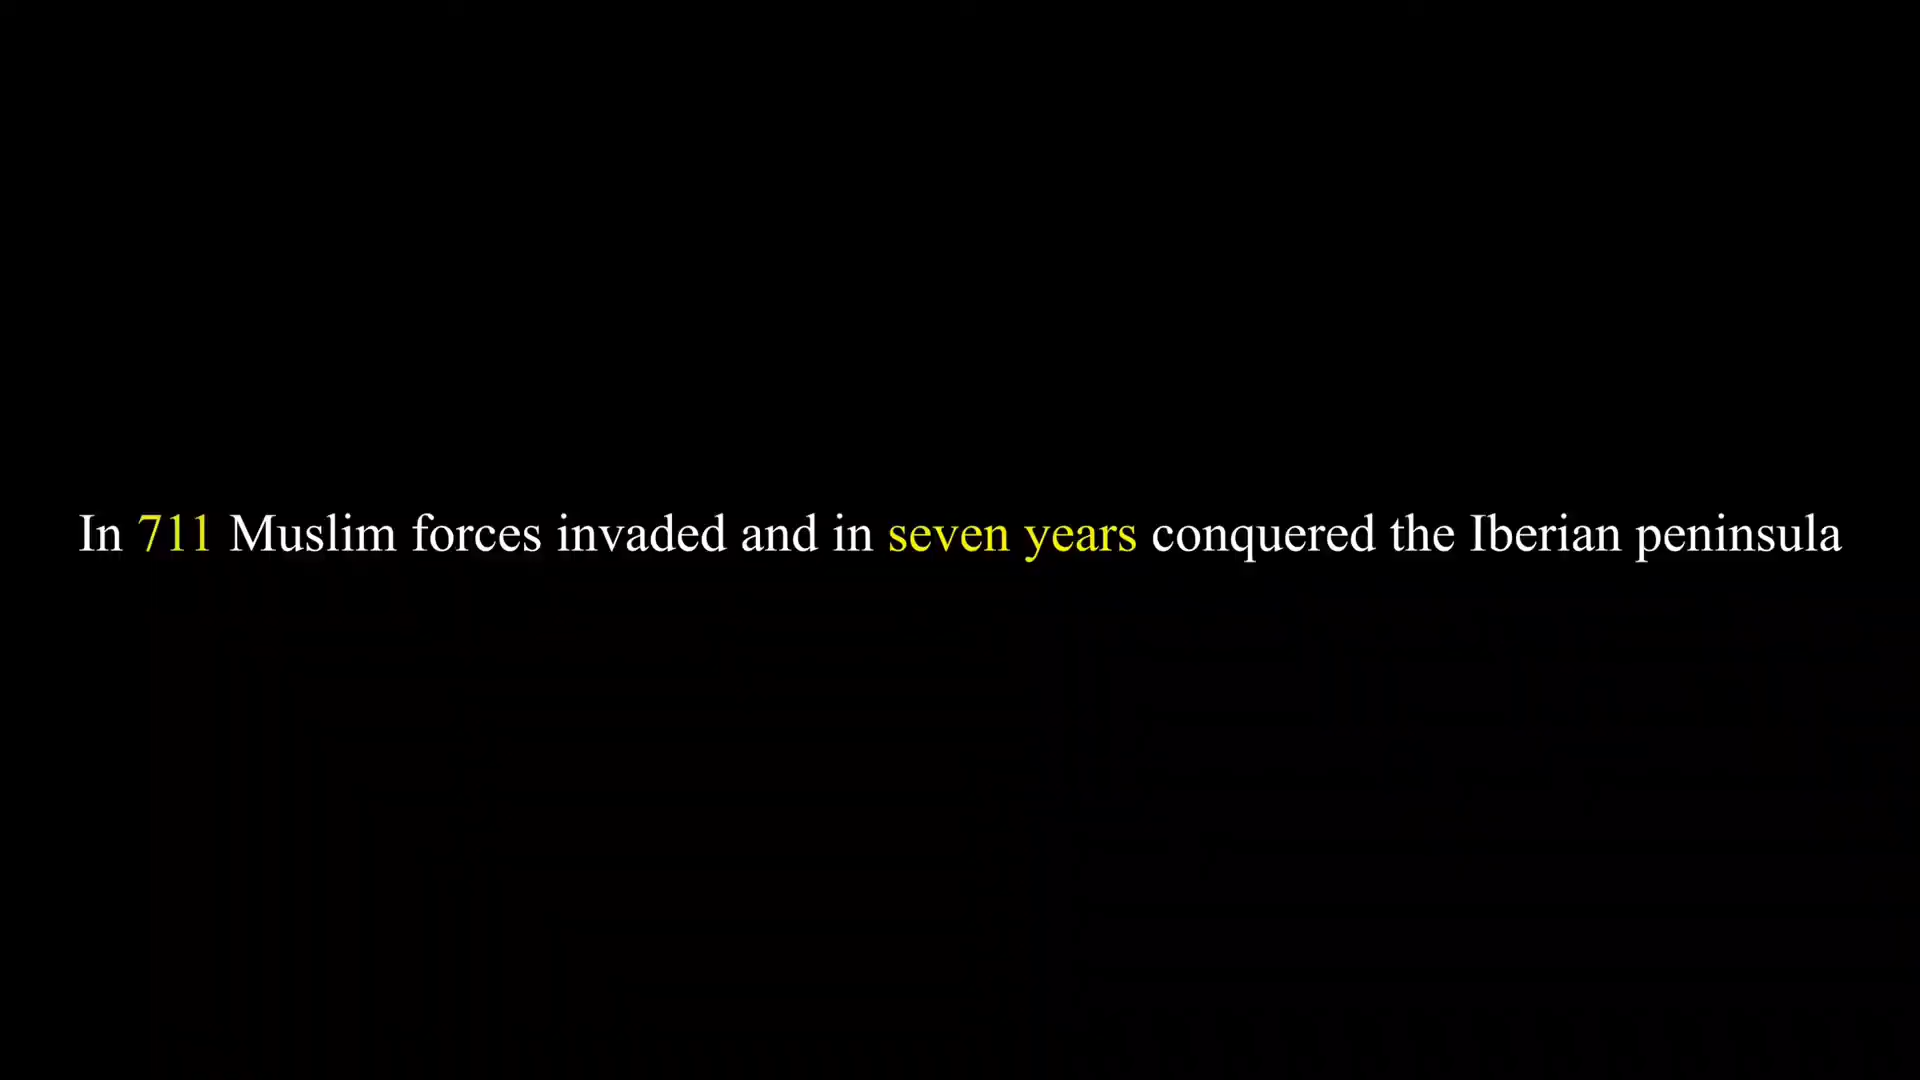 In 711 Muslim forces invaded and in seven years conquered the Iberian peninsula